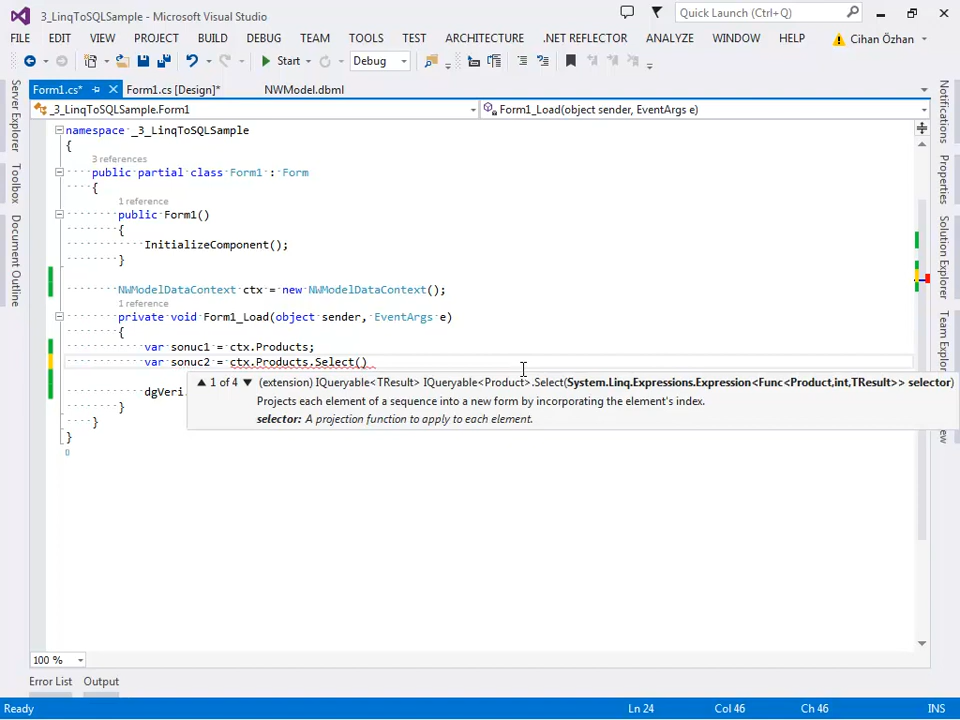 3_LinqToSQLSample - Microsoft Visual Studio
Quick Launch (Ctrl+Q)
FILE EDIT VIEW PROJECT BUILD DEBUG TEAM TOOLS TEST ARCHITECTURE .NET REFLECTOR ANALYZE WINDOW HELP Cihan Özhan
Start Debug
Form1.cs* Form1.cs [Design]* NWModel.dbml
_3_LinqToSQLSample.Form1 Form1_Load(object sender, EventArgs e)
Server Explorer
Toolbox
Document Outline
namespace _3_LinqToSQLSample
{
3 references
public partial class Form1 : Form
{
1 reference
public Form1()
{
InitializeComponent();
}
NWModelDataContext ctx = new NWModelDataContext();
1 reference
private void Form1_Load(object sender, EventArgs e)
{
var sonuc1 = ctx.Products;
var sonuc2 = ctx.Products.Select()
1 of 4 (extension) IQueryable<TResult> IQueryable<Product>.Select(System.Linq.Expressions.Expression<Func<Product,int,TResult>> selector)
Projects each element of a sequence into a new form by incorporating the element's index.
selector: A projection function to apply to each element.
dgVeri.
}
}
}
Notifications
Properties
Solution Explorer
100 %
Error List Output
Ready Ln 24 Col 46 Ch 46 INS